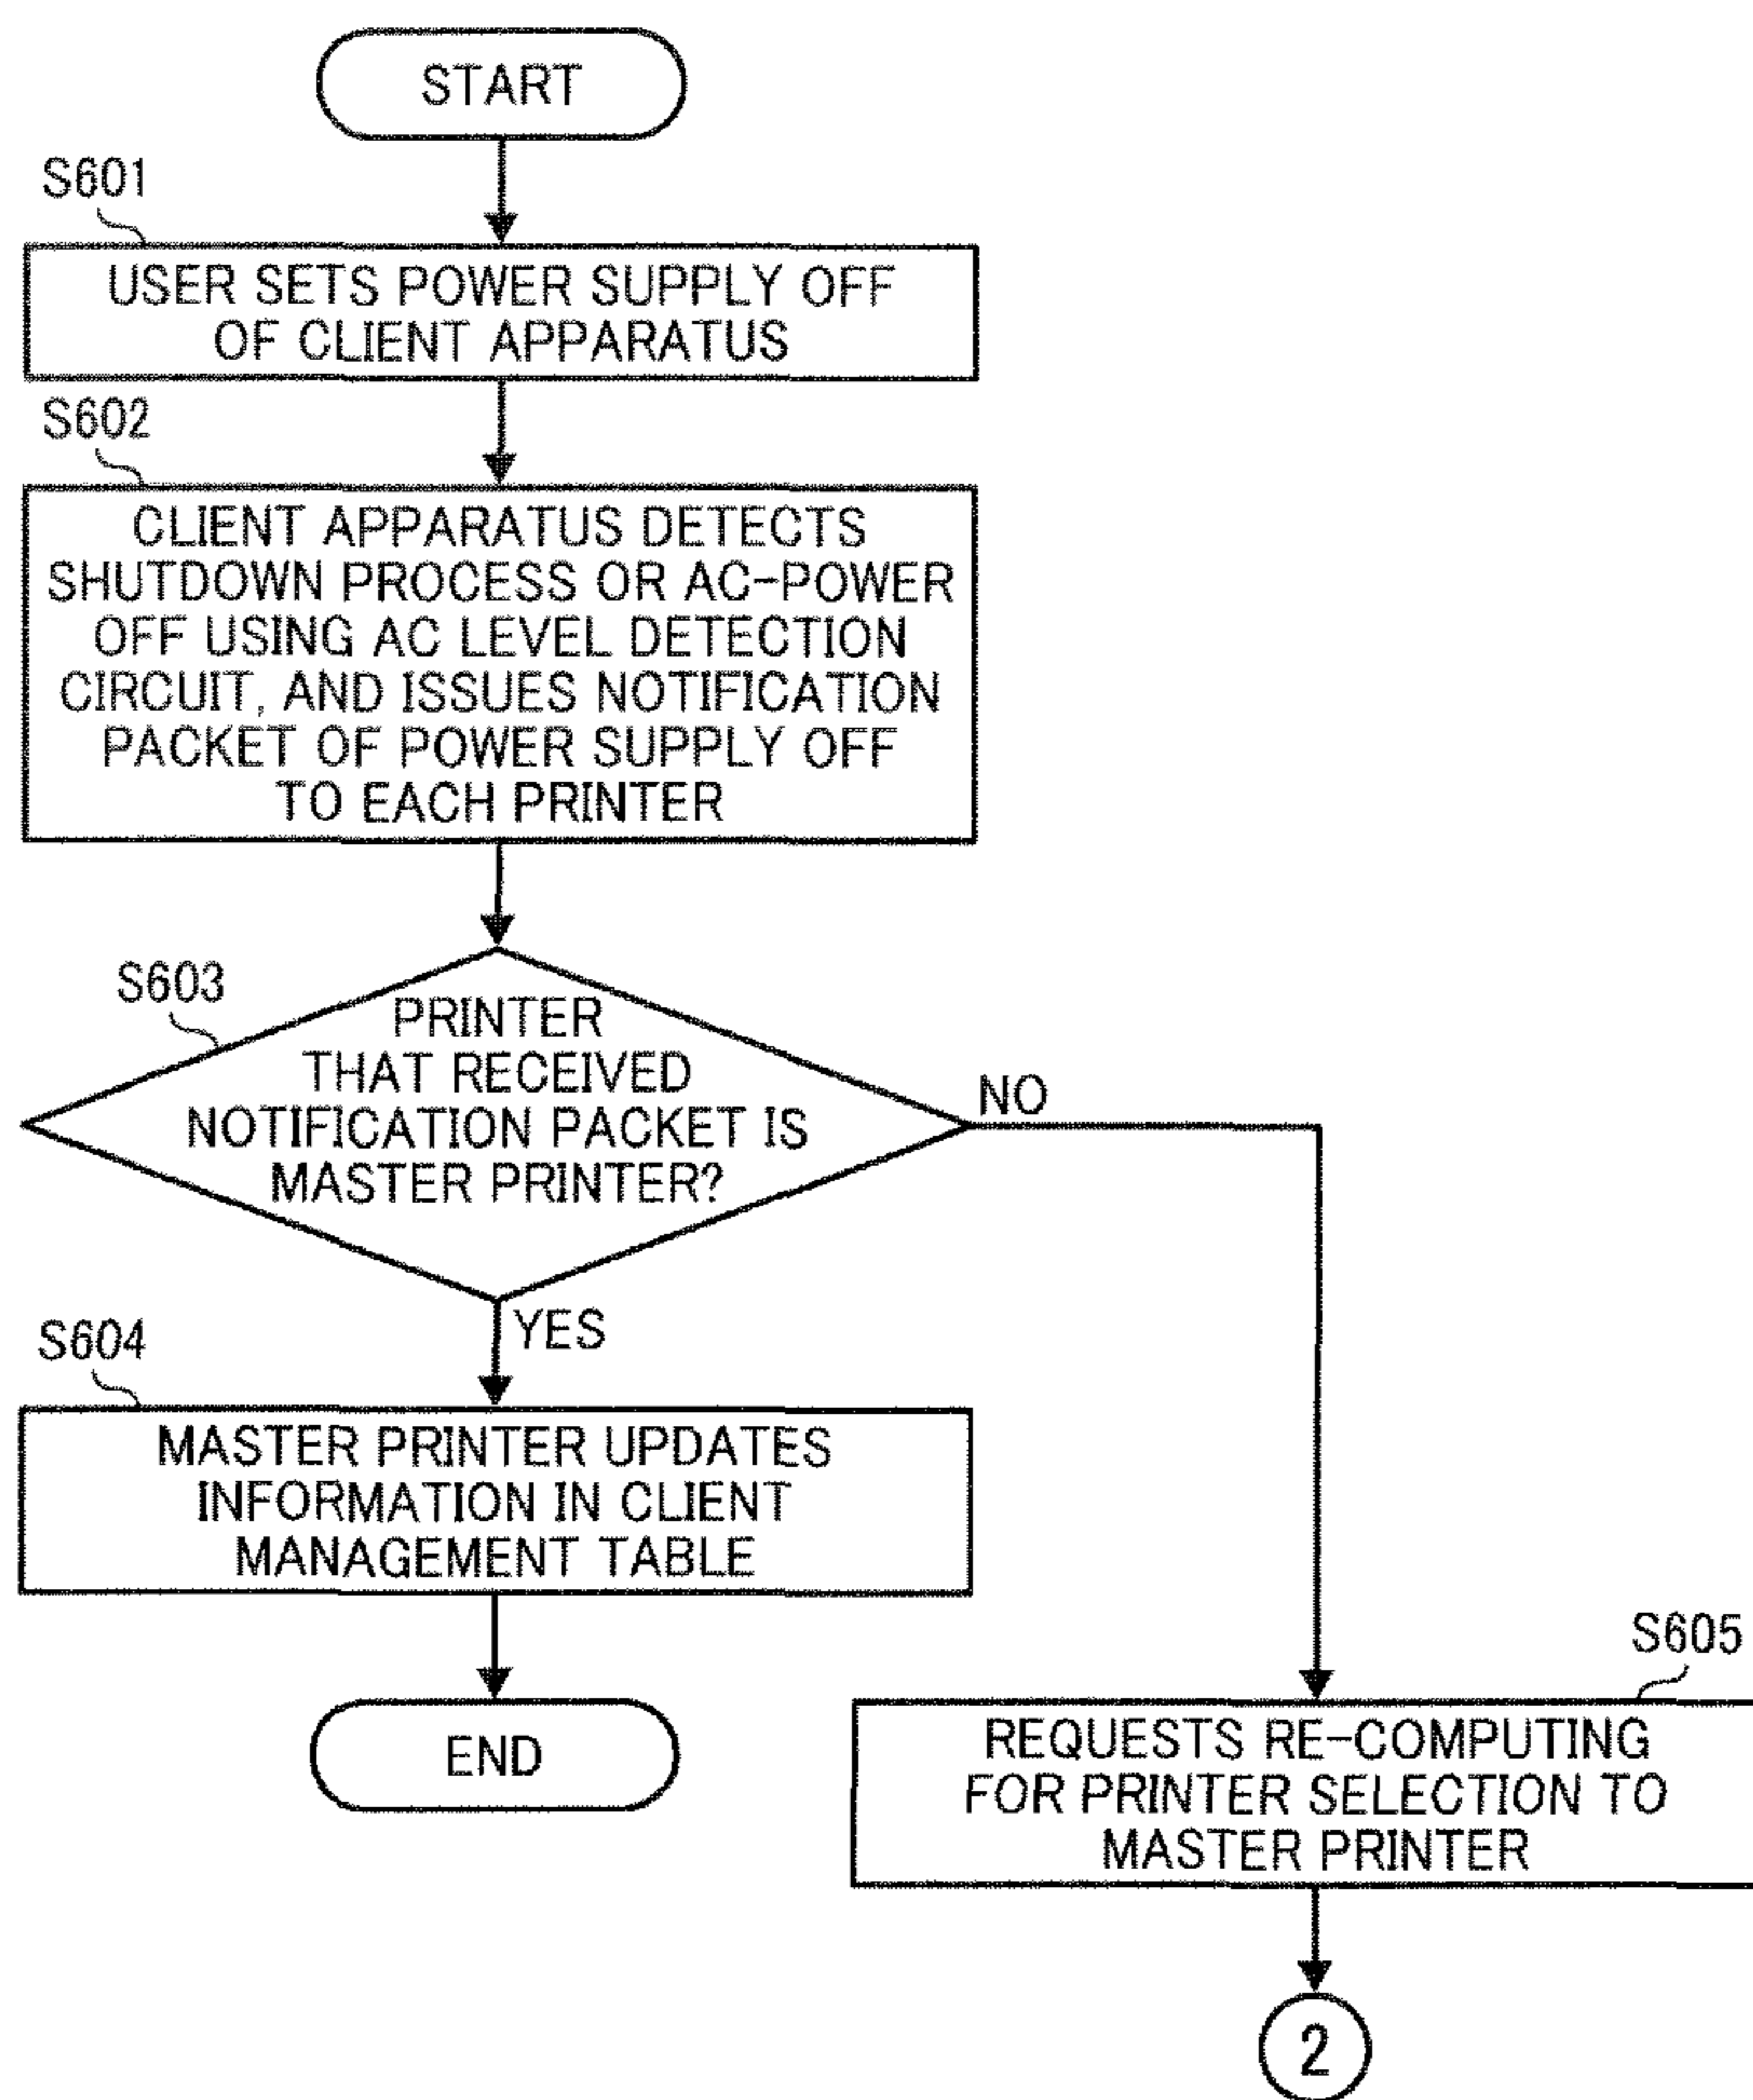 START
S601
USER SETS POWER SUPPLY OFF
OF CLIENT APPARATUS
S602
CLIENT APPARATUS DETECTS
SHUTDOWN PROCESS OR AC-POWER
OFF USING AC LEVEL DETECTION
CIRCUIT, AND ISSUES NOTIFICATION
PACKET OF POWER SUPPLY OFF
TO EACH PRINTER
S603
PRINTER
THAT RECEIVED
NOTIFICATION PACKET IS
MASTER PRINTER?
NO
YES
S604
MASTER PRINTER UPDATES
INFORMATION IN CLIENT
MANAGEMENT TABLE
END
S605
REQUESTS RE-COMPUTING
FOR PRINTER SELECTION TO
MASTER PRINTER
2